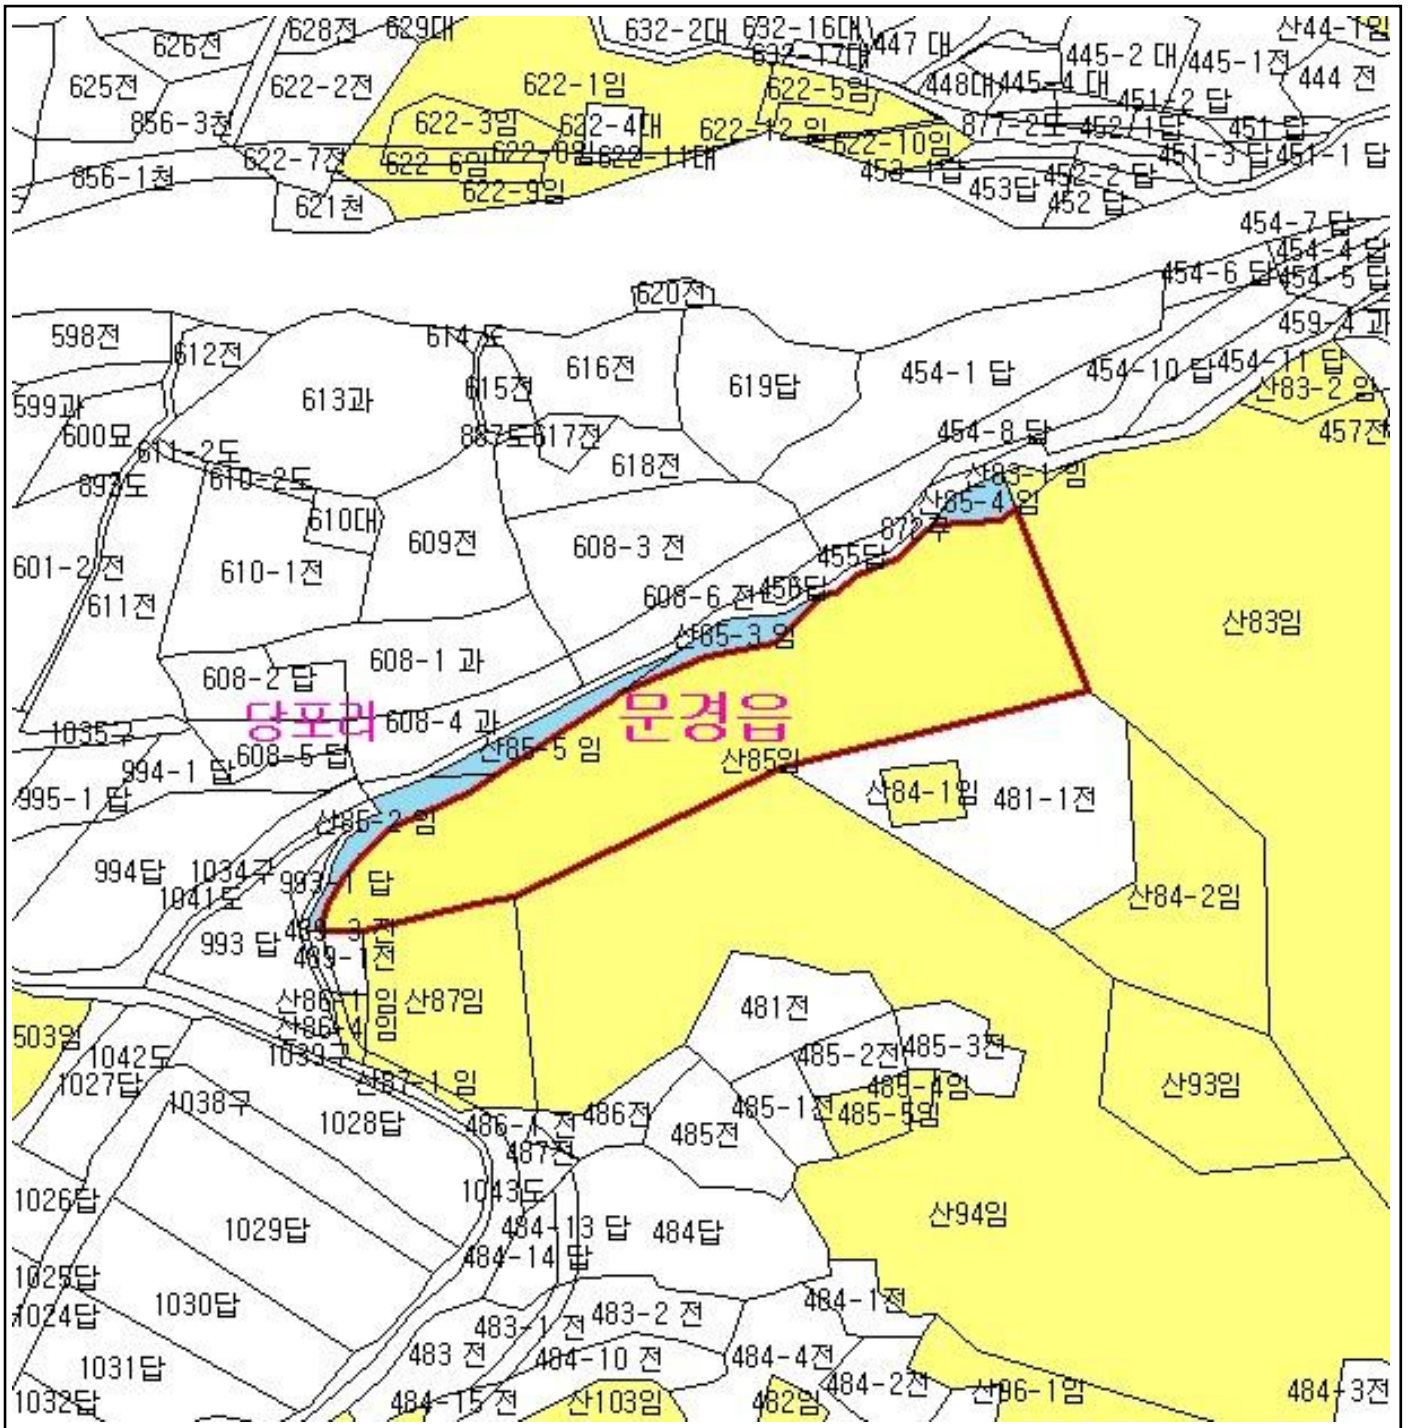 626전
628전
629대
632-2대
632-16대
632-17대
447 대
445-2 대
445-1전
산44-1임
625전
622-2전
622-1임
622-5임
448대
445-4 대
444 전
451-2 답
856-3천
622-3임
622-4대
622-12 임
622-10임
877-2도
452-1답
451 답
856-1천
622-7전
622-6임
622-11대
451-3 답
451-1 답
621천
622-9임
453-1답
453답
452-2 답
452 답
454-7 답
454-4 답
454-6 답
454-5 답
620전
459-4 과
598전
612전
614 도
616전
619답
454-1 답
454-10 답
454-11 답
613과
615전
산83-2 임
599과
600묘
887도
617전
454-8 답
457전
611-2도
618전
610-2도
893도
산83-1 임
산85-4 임
610대
609전
608-3 전
872구
601-2 전
610-1전
455답
611전
608-6 전
456답
산83임
산85-3 임
608-1 과
608-2 답
당포리
문경읍
608-4 과
1035구
608-5 답
산85-5 임
산85임
994-1 답
995-1 답
산84-1임
481-1전
산85-2 임
994답
1034구
993-1 답
1041도
산84-2임
993 답
489-3 전
489-1전
산86-1 임
산87임
481전
산86-4 임
503임
1042도
1039구
485-2전
485-3전
1027답
산87-1 임
485-4임
산93임
1038구
1028답
486-1 전
486전
485-1전
485-5임
485전
487전
1026답
1043도
1029답
484-13 답
484답
산94임
484-14 답
1025답
1024답
1030답
483-1 전
483-2 전
484-1전
483 전
484-10 전
484-4전
1031답
484-2전
1032답
484-15 전
산103임
482임
산96-1임
484-3전